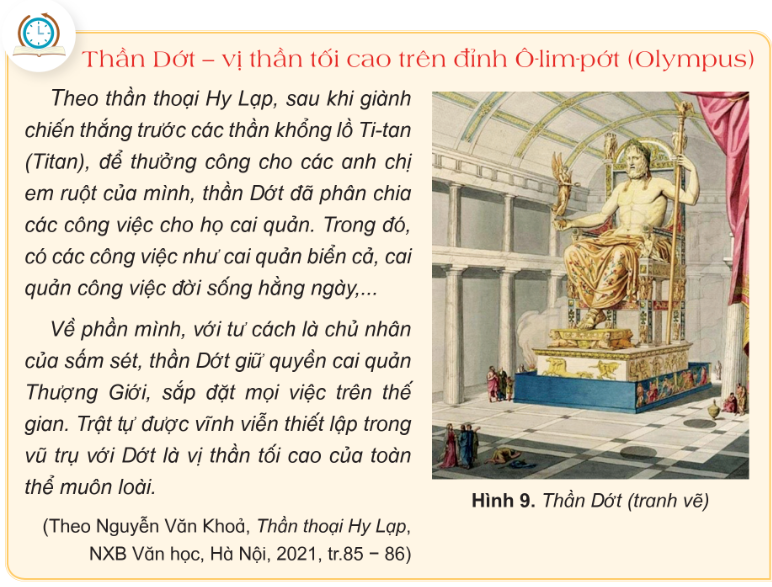 Thần Dớt – vị thần tối cao trên đỉnh Ô-lim-pớt (Olympus)
Theo thần thoại Hy Lạp, sau khi giành
chiến thắng trước các thần khổng lồ Ti-tan
(Titan), để thưởng công cho các anh chị
em ruột của mình, thần Dớt đã phân chia
các công việc cho họ cai quản. Trong đó,
có các công việc như cai quản biển cả, cai
quản công việc đời sống hằng ngày,...
Về phần mình, với tư cách là chủ nhân
của sấm sét, thần Dớt giữ quyền cai quản
Thượng Giới, sắp đặt mọi việc trên thế
gian. Trật tự được vĩnh viễn thiết lập trong
vũ trụ với Dớt là vị thần tối cao của toàn
thể muôn loài.
(Theo Nguyễn Văn Khoả, Thần thoại Hy Lạp,
NXB Văn học, Hà Nội, 2021, tr.85 – 86)
Hình 9. Thần Dớt (tranh vẽ)